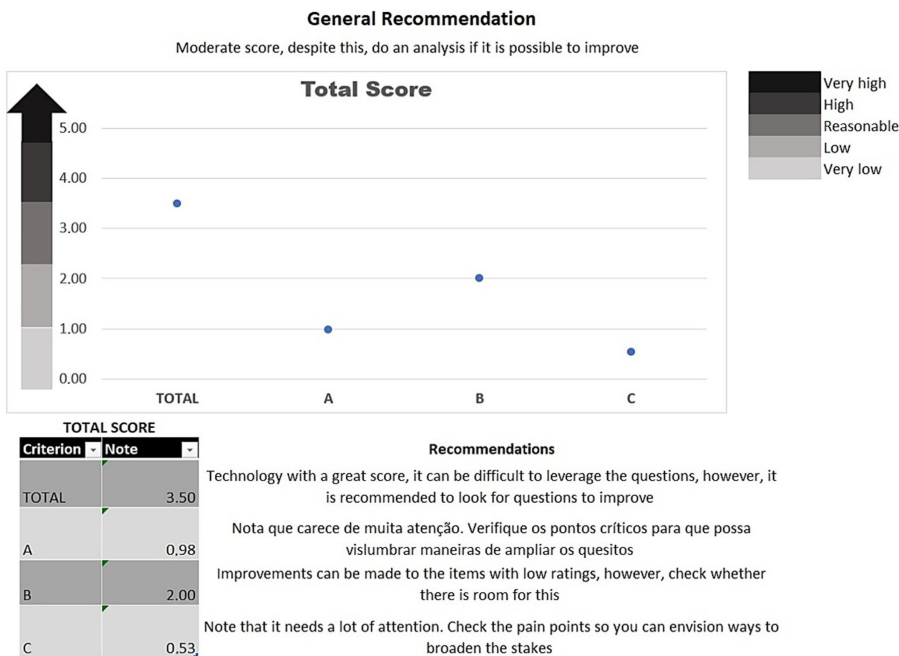 General Recommendation
Moderate score, despite this, do an analysis if it is possible to improve
Total Score
5.00
4.00
3.00
2.00
1.00
0.00
TOTAL A B C
Very high
High
Reasonable
Low
Very low
TOTAL SCORE
Criterion Note
Recommendations
TOTAL 3.50
Technology with a great score, it can be difficult to leverage the questions, however, it
is recommended to look for questions to improve
A 0,98
Nota que carece de muita atenção. Verifique os pontos críticos para que possa
vislumbrar maneiras de ampliar os quesitos
B 2.00
Improvements can be made to the items with low ratings, however, check whether
there is room for this
C 0,53
Note that it needs a lot of attention. Check the pain points so you can envision ways to
broaden the stakes